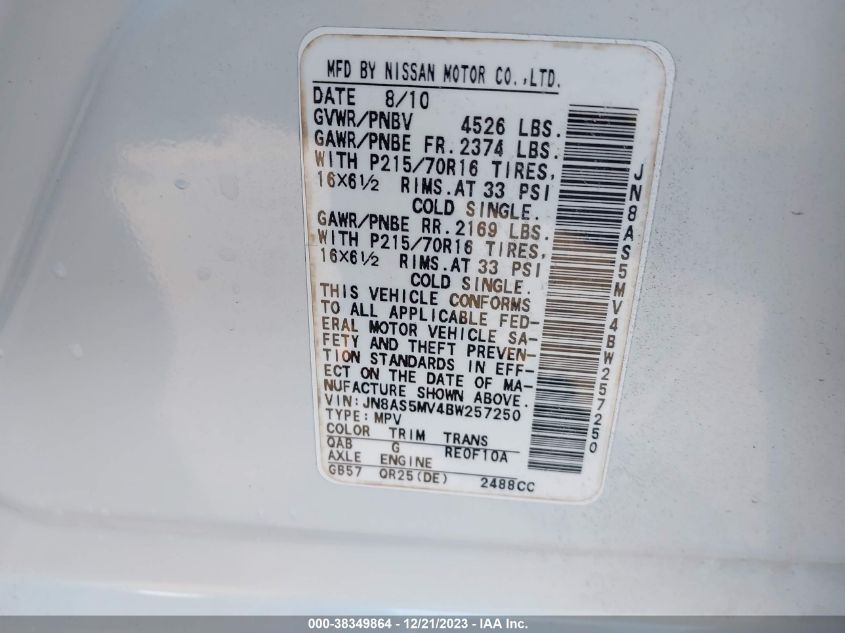 MFD BY NISSAN MOTOR CO.,LTD.
DATE 8/10
GVWR/PNBV 4526 LBS.
GAWR/PNBE FR. 2374 LBS.
WITH P215/70R16 TIRES,
16X6½ RIMS.AT 33 PSI
COLD SINGLE.
GAWR/PNBE RR. 2169 LBS.
WITH P215/70R16 TIRES,
16X6½ RIMS.AT 33 PSI
COLD SINGLE.
THIS VEHICLE CONFORMS
TO ALL APPLICABLE FED-
ERAL MOTOR VEHICLE SA-
FETY AND THEFT PREVEN-
TION STANDARDS IN EFF-
ECT ON THE DATE OF MA-
NUFACTURE SHOWN ABOVE.
VIN:JN8AS5MV4BW257250
TYPE: MPV
COLOR TRIM TRANS
QAB G RE0F10A
AXLE ENGINE
GB57 QR25(DE) 2488CC
JN8AS5MV4BW257250
000-38349864 - 12/21/2023 - IAA Inc.